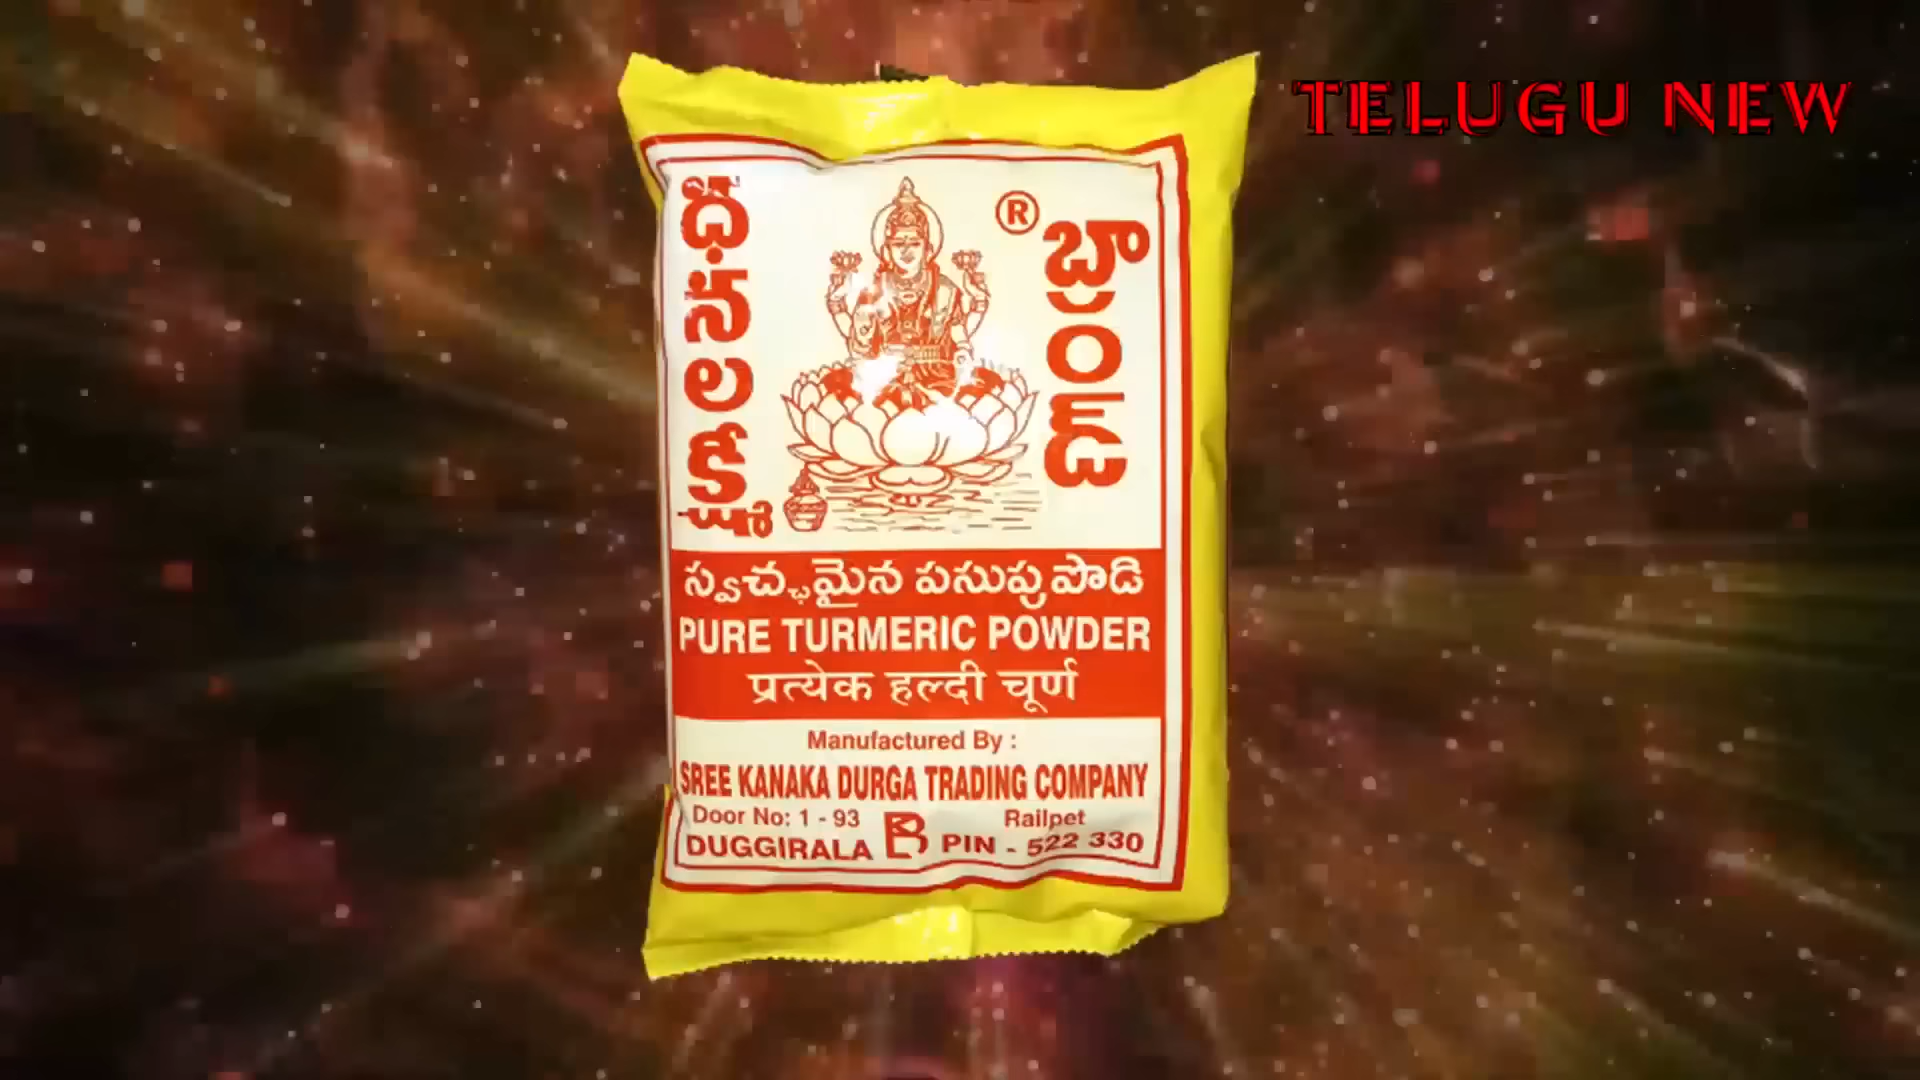 TELUGU NEW
ధనలక్ష్మీ
®
బ్రాండ్
స్వచ్ఛమైన పసుప్రపొడి
PURE TURMERIC POWDER
प्रत्येक हल्दी चूर्ण
Manufactured By :
SREE KANAKA DURGA TRADING COMPANY
Door No: 1 - 93 Railpet
DUGGIRALA PIN - 522 330